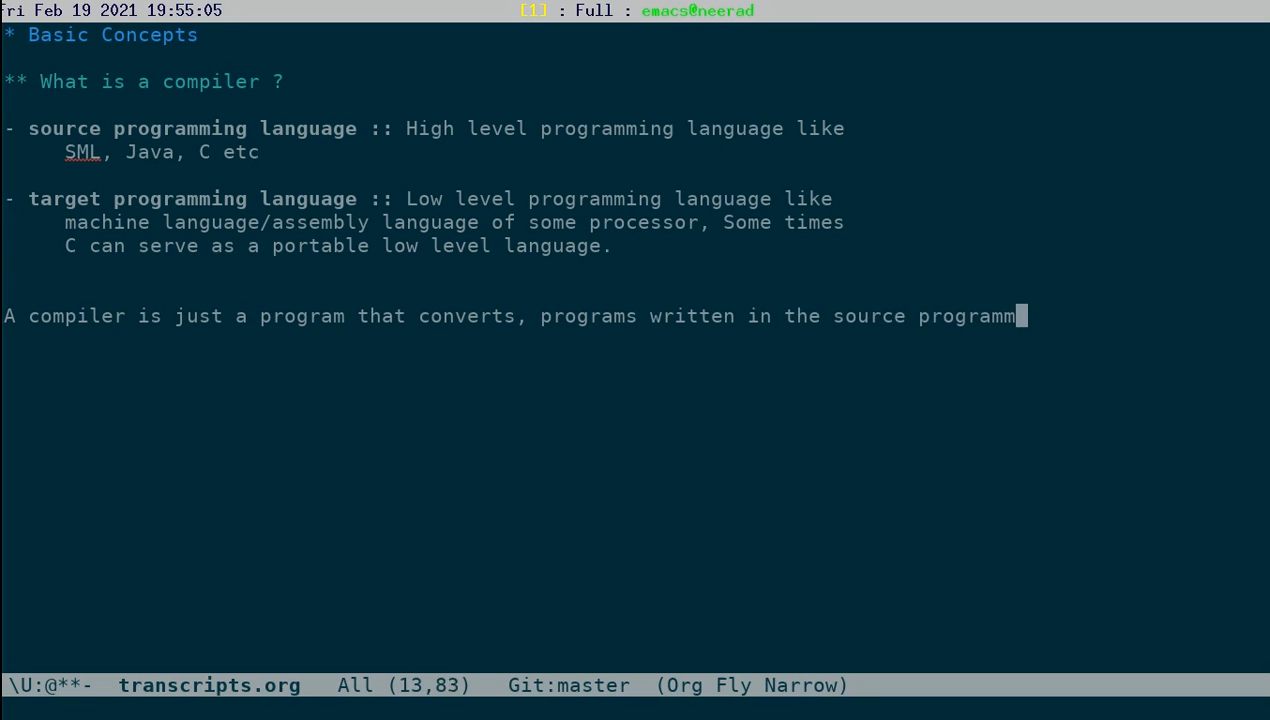 Fri Feb 19 2021 19:55:05 [1] : Full : emacs@neerad
* Basic Concepts
** What is a compiler ?
- source programming language :: High level programming language like
SML, Java, C etc
- target programming language :: Low level programming language like
machine language/assembly language of some processor, Some times
C can serve as a portable low level language.
A compiler is just a program that converts, programs written in the source programm
\U:@**-  transcripts.org   All (13,83)   Git:master  (Org Fly Narrow)